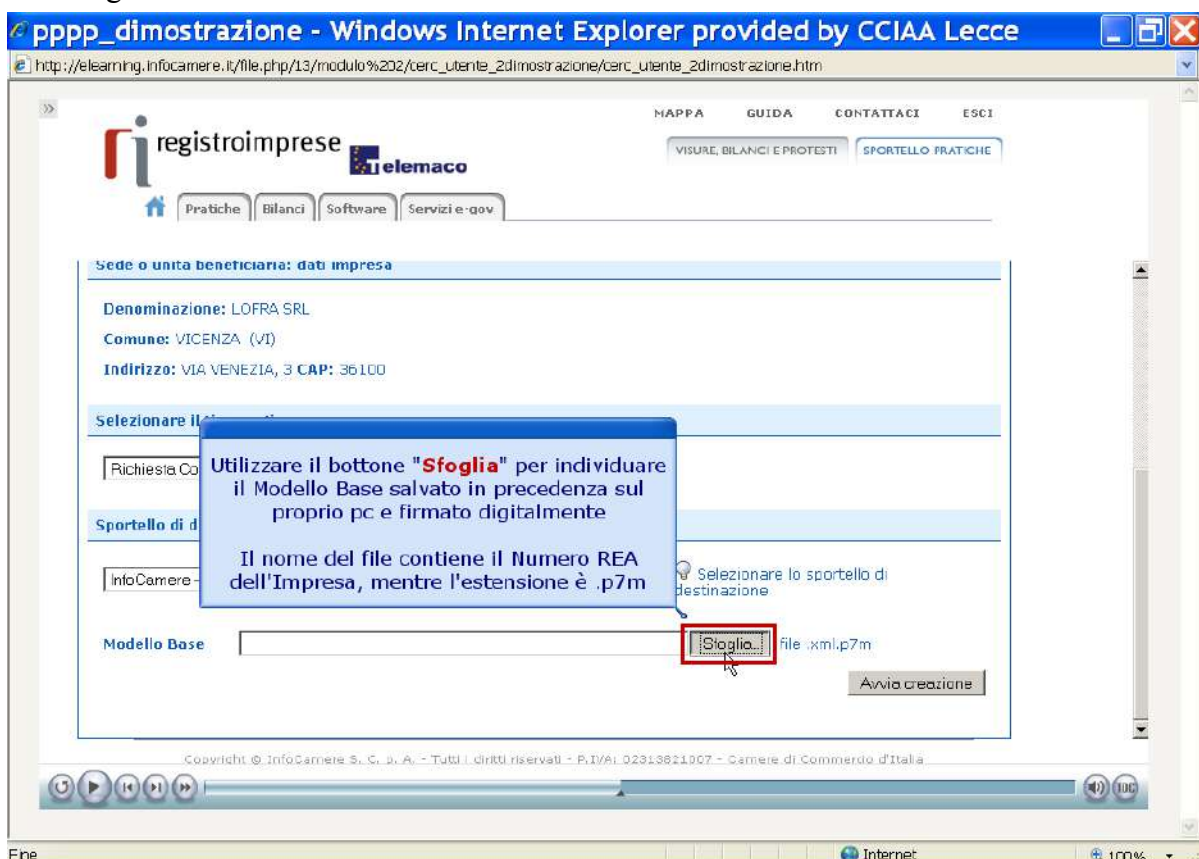 pppp_dimostrazione - Windows Internet Explorer provided by CCIAA Lecce
http://elearning.infocamere.it/file.php/13/modulo%202/cerc_utente_2dimostrazione/cerc_utente_2dimostrazione.htm
MAPPA GUIDA CONTATTACI ESCI
registroimprese
telemaco
VISURE, BILANCI E PROTESTI SPORTELLO PRATICHE
Pratiche Bilanci Software Servizi e-gov
Sede o unità beneficiaria: dati impresa
Denominazione: LOFRA SRL
Comune: VICENZA (VI)
Indirizzo: VIA VENEZIA, 3 CAP: 36100
Selezionare il
Richiesta Co
Utilizzare il bottone "Sfoglia" per individuare
il Modello Base salvato in precedenza sul
proprio pc e firmato digitalmente
Sportello di d
Il nome del file contiene il Numero REA
dell'Impresa, mentre l'estensione è .p7m
InfoCamere -
Selezionare lo sportello di
destinazione
Modello Base Sfoglia... file .xml.p7m
Avvia creazione
Copyright © InfoCamere S. C. p. A. - Tutti i diritti riservati - P.IVA: 02313821007 - Camere di Commercio d'Italia
Fine Internet 100%